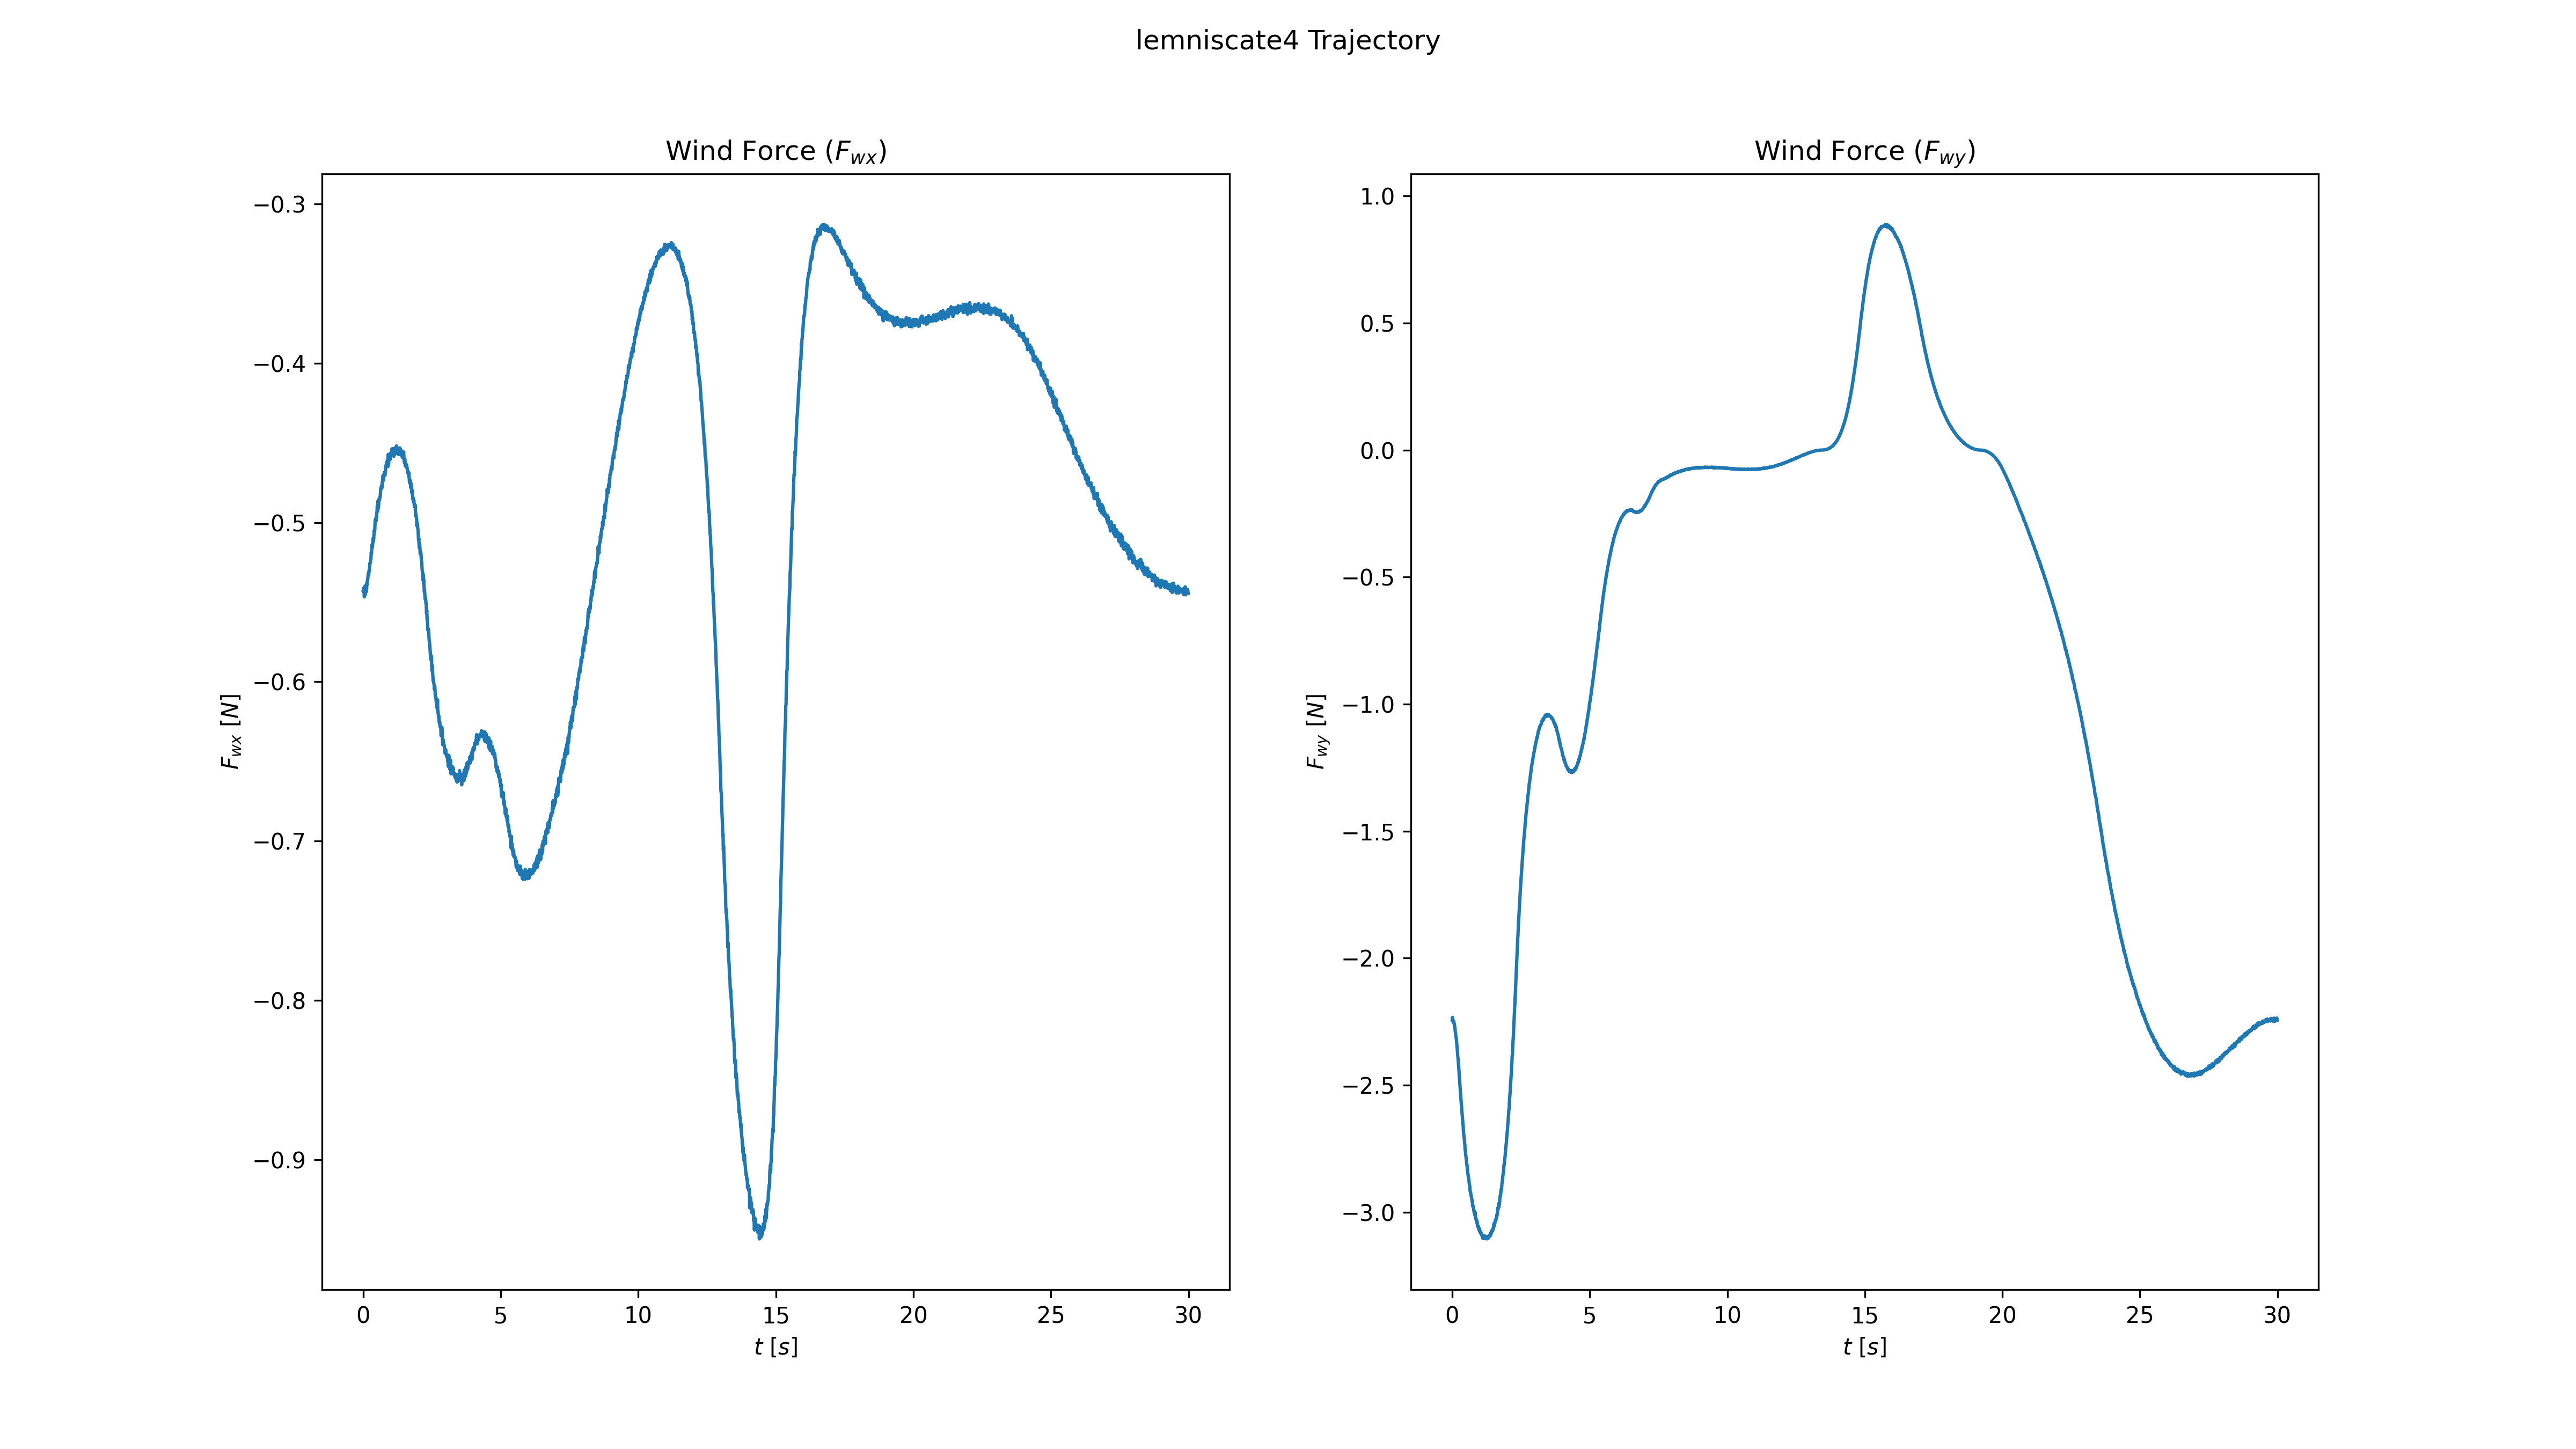 lemniscate4 Trajectory
Wind Force (F_wx)
−0.3
−0.4
−0.5
−0.6
−0.7
−0.8
−0.9
F_wx [N]
0 5 10 15 20 25 30
t [s]
Wind Force (F_wy)
1.0
0.5
0.0
−0.5
−1.0
−1.5
−2.0
−2.5
−3.0
F_wy [N]
0 5 10 15 20 25 30
t [s]